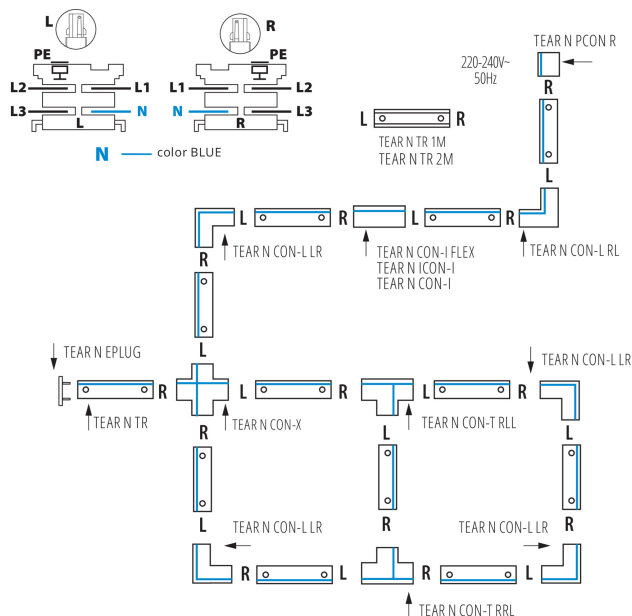 L
R
PE
PE
L2
L1
L1
L2
L3
N
N
L3
L
R
N
color BLUE
TEAR N PCON R
220-240V~
50Hz
R
L
R
TEAR N TR 1M
TEAR N TR 2M
L
L
R
L
R
TEAR N CON-L LR
TEAR N CON-I FLEX
TEAR N ICON-I
TEAR N CON-I
TEAR N CON-L RL
R
L
TEAR N EPLUG
TEAR N CON-L LR
R
L
R
L
R
TEAR N TR
TEAR N CON-X
TEAR N CON-T RLL
R
L
L
L
R
R
TEAR N CON-L LR
TEAR N CON-L LR
R
L
R
L
TEAR N CON-T RRL